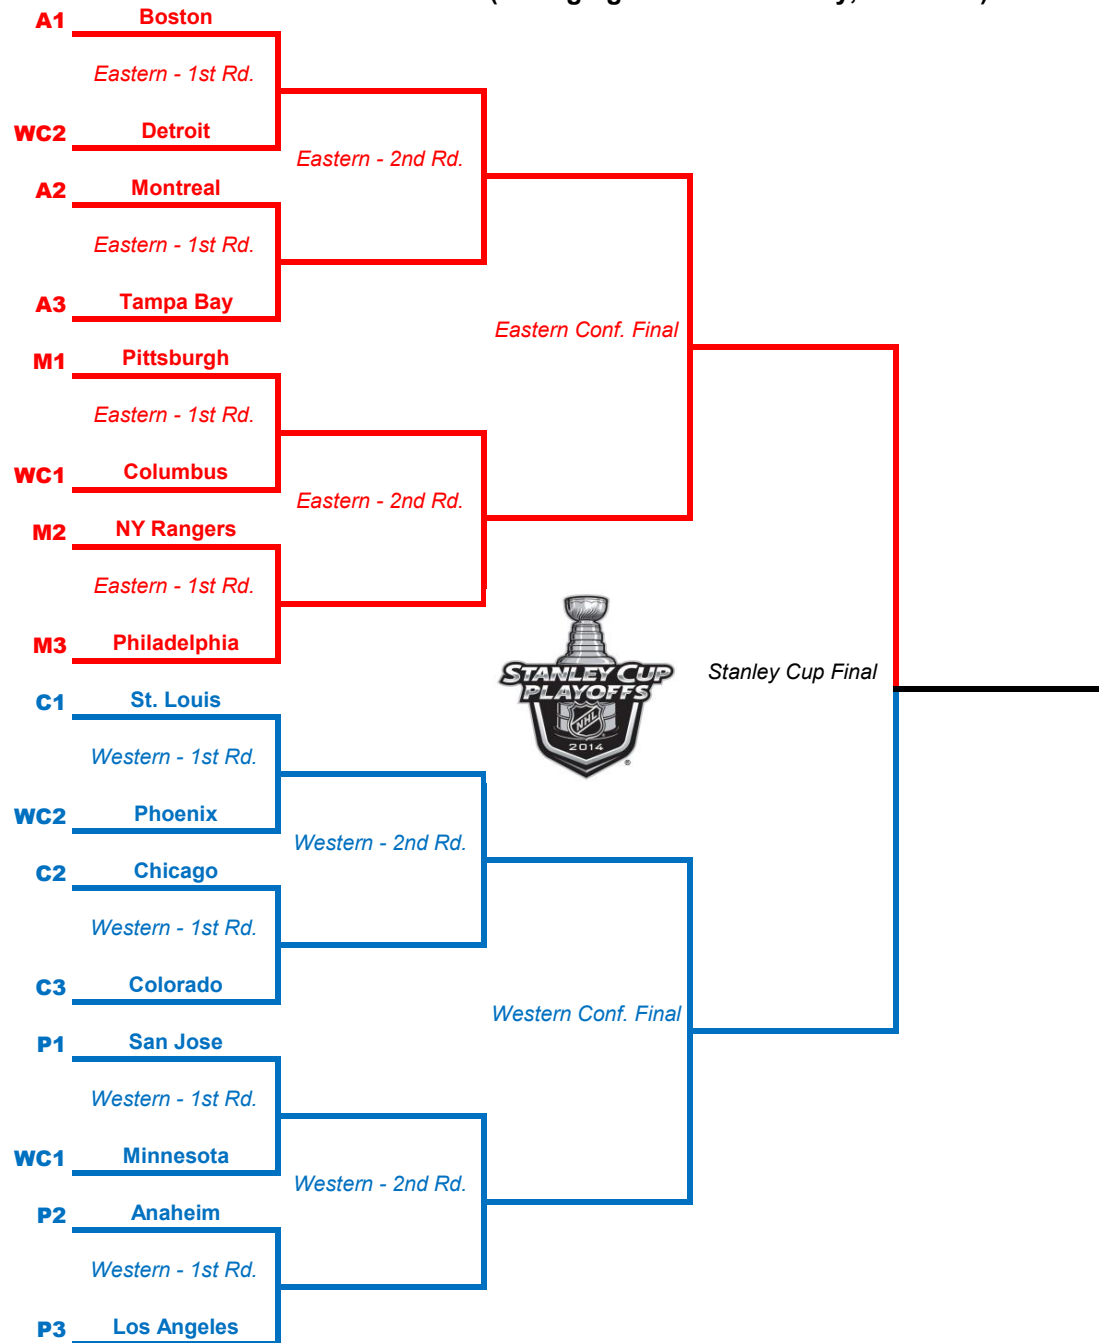 A1 Boston
Eastern - 1st Rd.
WC2 Detroit
Eastern - 2nd Rd.
A2 Montreal
Eastern - 1st Rd.
A3 Tampa Bay
Eastern Conf. Final
M1 Pittsburgh
Eastern - 1st Rd.
WC1 Columbus
Eastern - 2nd Rd.
M2 NY Rangers
Eastern - 1st Rd.
M3 Philadelphia
STANLEY CUP
PLAYOFFS
NHL
2014
®
Stanley Cup Final
C1 St. Louis
Western - 1st Rd.
WC2 Phoenix
Western - 2nd Rd.
C2 Chicago
Western - 1st Rd.
C3 Colorado
Western Conf. Final
P1 San Jose
Western - 1st Rd.
WC1 Minnesota
Western - 2nd Rd.
P2 Anaheim
Western - 1st Rd.
P3 Los Angeles